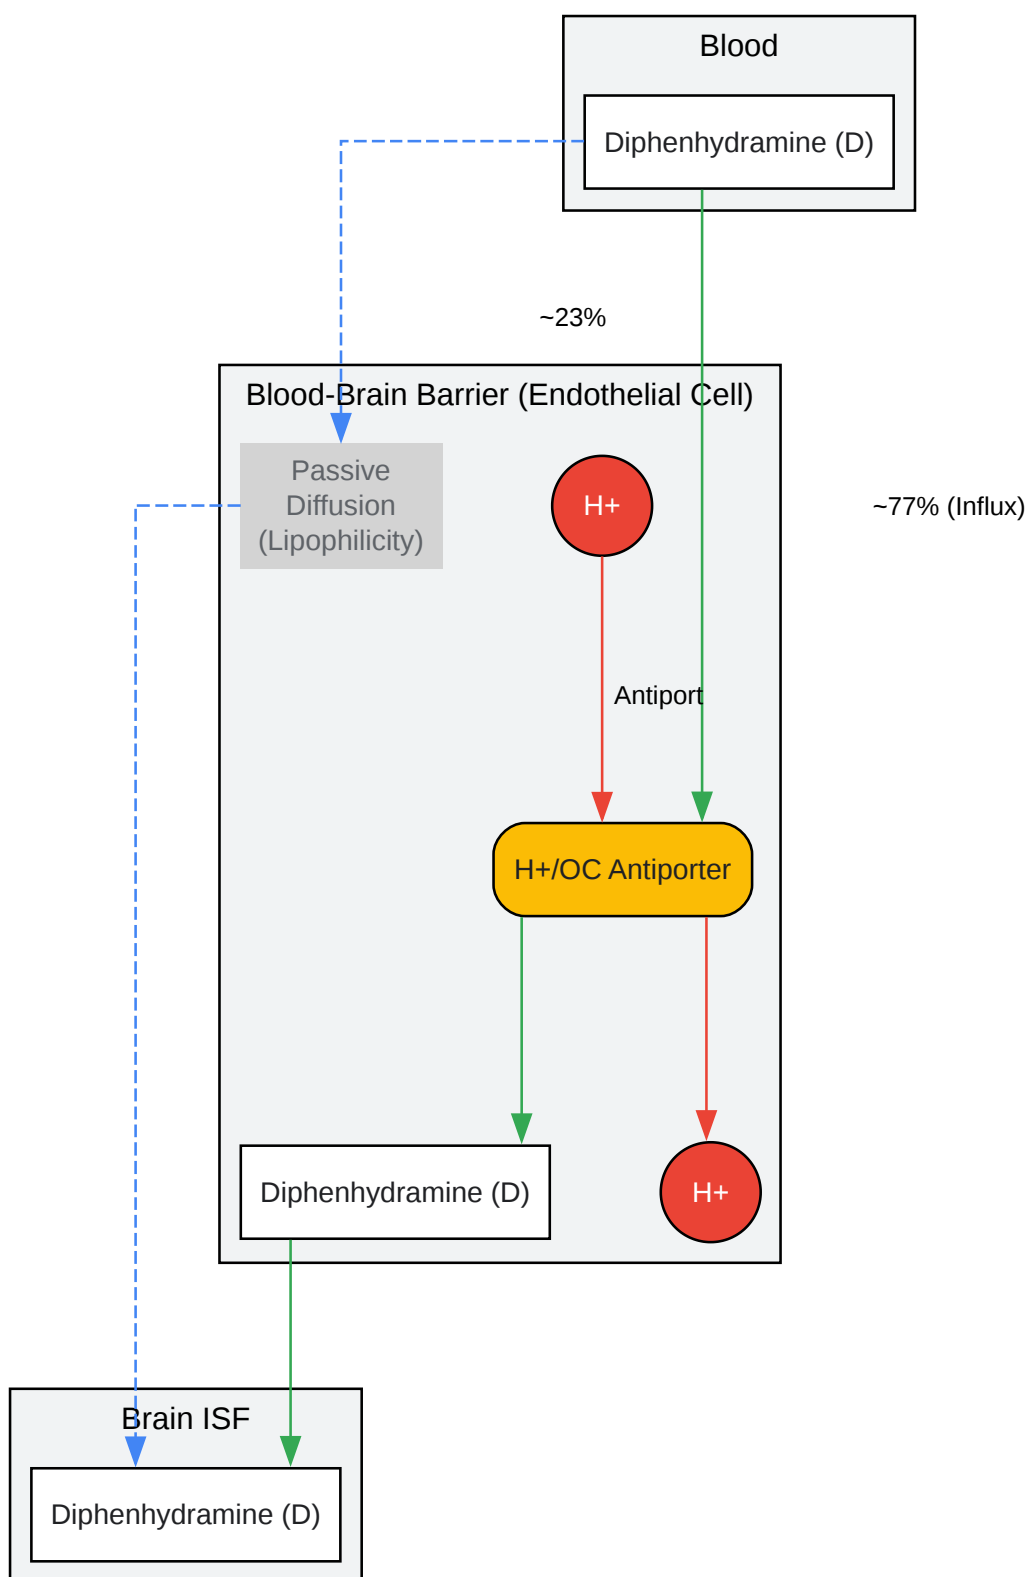 Blood
Diphenhydramine (D)
~23%
Blood-Brain Barrier (Endothelial Cell)
Passive
Diffusion
(Lipophilicity)
H+
~77% (Influx)
Antiport
H+/OC Antiporter
Diphenhydramine (D)
H+
Brain ISF
Diphenhydramine (D)